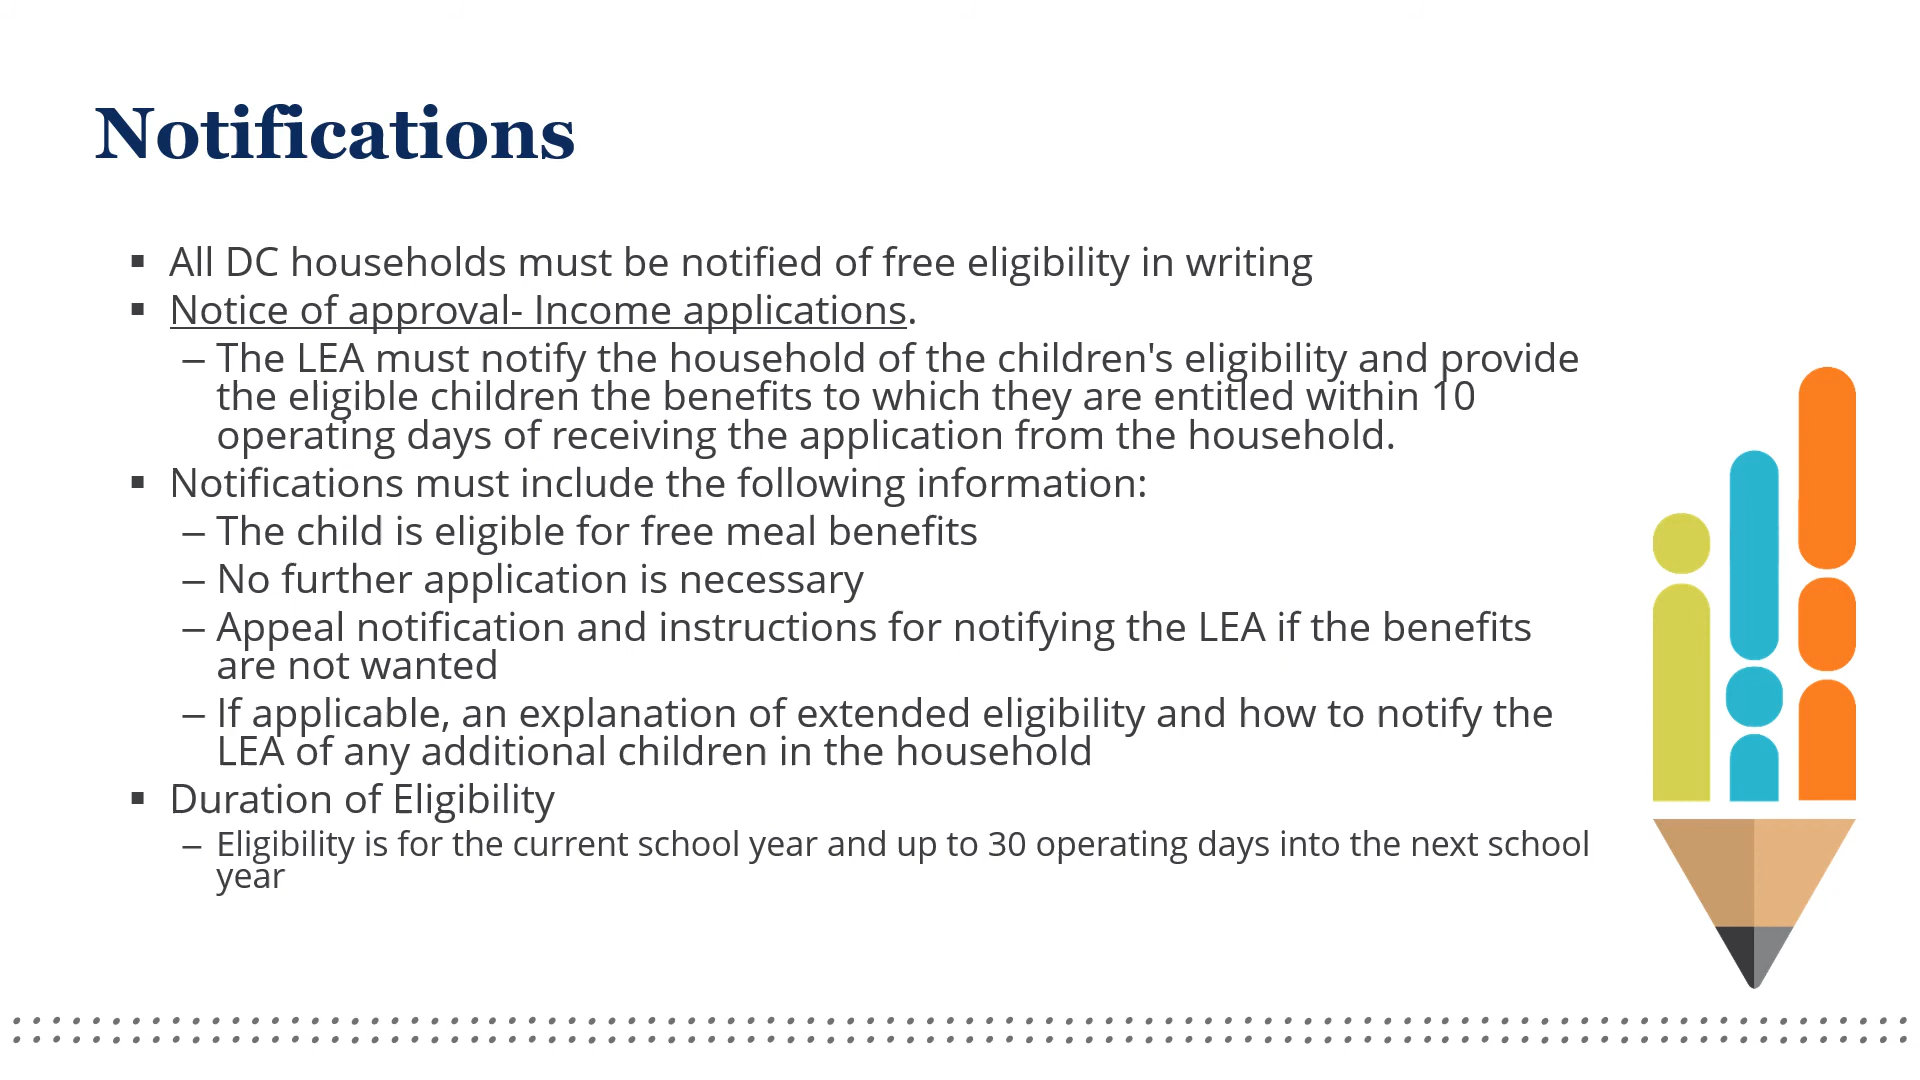 Notifications
▪ All DC households must be notified of free eligibility in writing
▪ Notice of approval- Income applications.
– The LEA must notify the household of the children's eligibility and provide
the eligible children the benefits to which they are entitled within 10
operating days of receiving the application from the household.
▪ Notifications must include the following information:
– The child is eligible for free meal benefits
– No further application is necessary
– Appeal notification and instructions for notifying the LEA if the benefits
are not wanted
– If applicable, an explanation of extended eligibility and how to notify the
LEA of any additional children in the household
▪ Duration of Eligibility
– Eligibility is for the current school year and up to 30 operating days into the next school
year